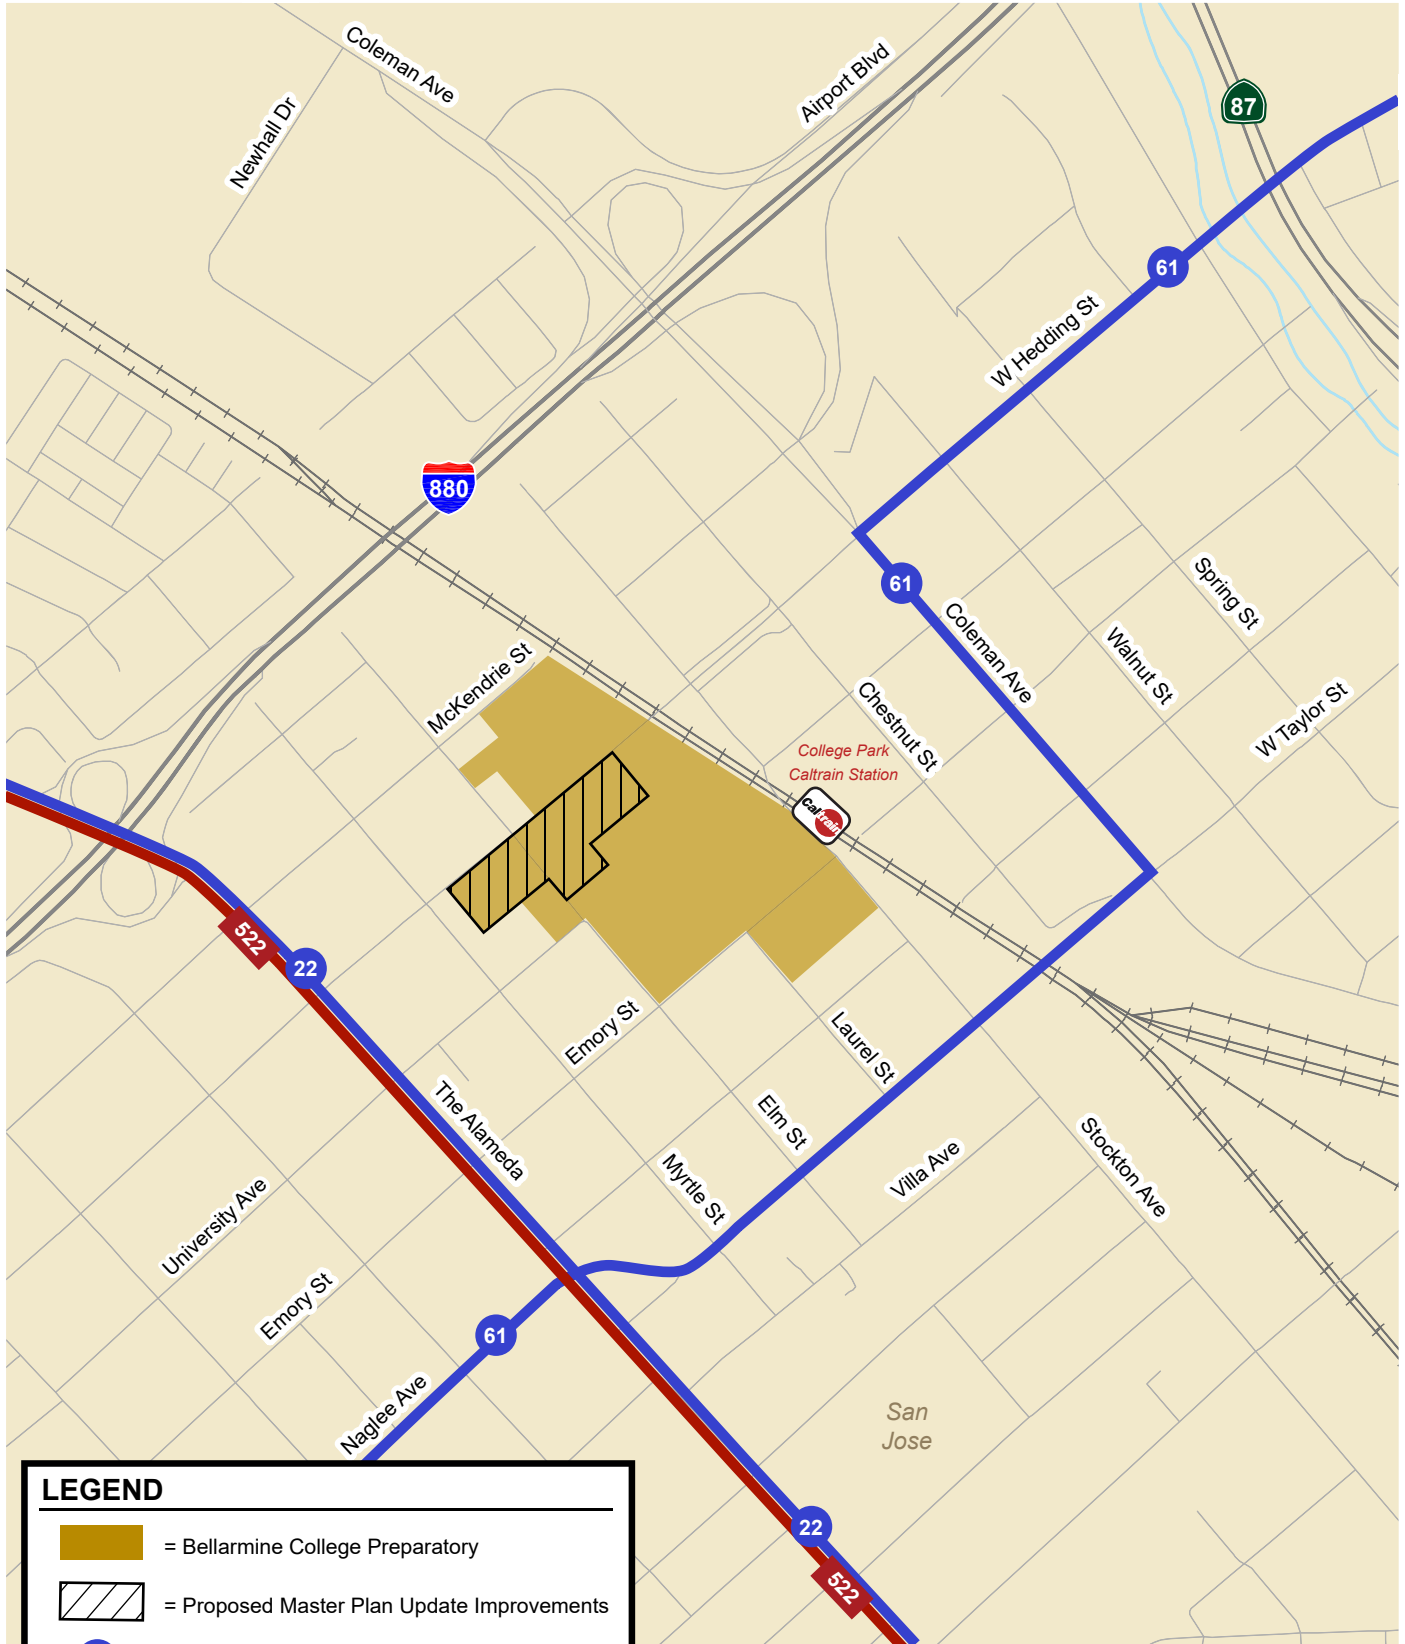 Coleman Ave
Airport Blvd
Newhall Dr
87
61
W Hedding St
880
61
Spring St
Coleman Ave
Walnut St
McKendrie St
Chestnut St
W Taylor St
College Park
Caltrain Station
Caltrain
522
22
Emory St
Laurel St
The Alameda
Elm St
Stockton Ave
Villa Ave
Myrtle St
University Ave
Emory St
61
Naglee Ave
San
Jose
22
522
LEGEND
= Bellarmine College Preparatory
= Proposed Master Plan Update Improvements